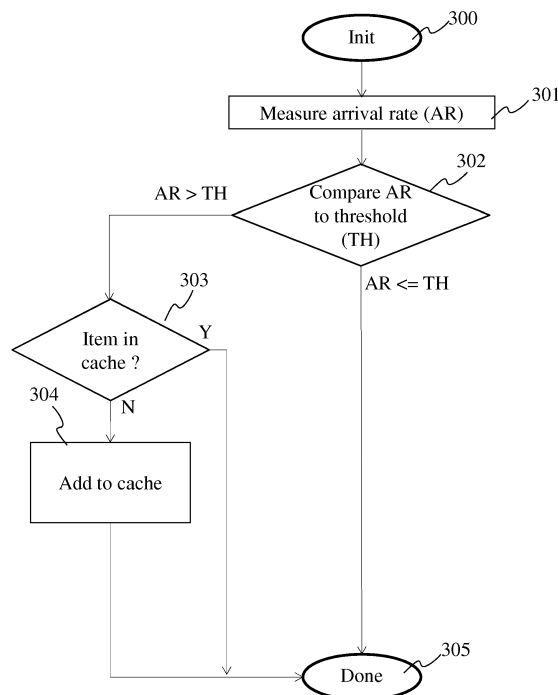 Init
300
Measure arrival rate (AR)
301
302
Compare AR
to threshold
(TH)
AR > TH
AR <= TH
303
Item in
cache ?
Y
N
304
Add to cache
Done
305